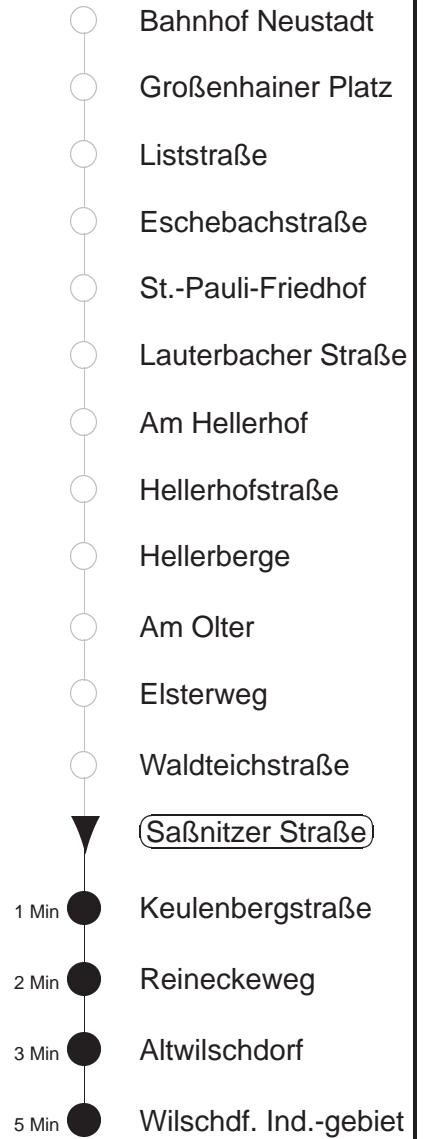 Bahnhof Neustadt
Großenhainer Platz
Liststraße
Eschebachstraße
St.-Pauli-Friedhof
Lauterbacher Straße
Am Hellerhof
Hellerhofstraße
Hellerberge
Am Olter
Elsterweg
Waldteichstraße
Saßnitzer Straße
1 Min Keulenbergstraße
2 Min Reineckeweg
3 Min Altwilschdorf
5 Min Wilschdf. Ind.-gebiet